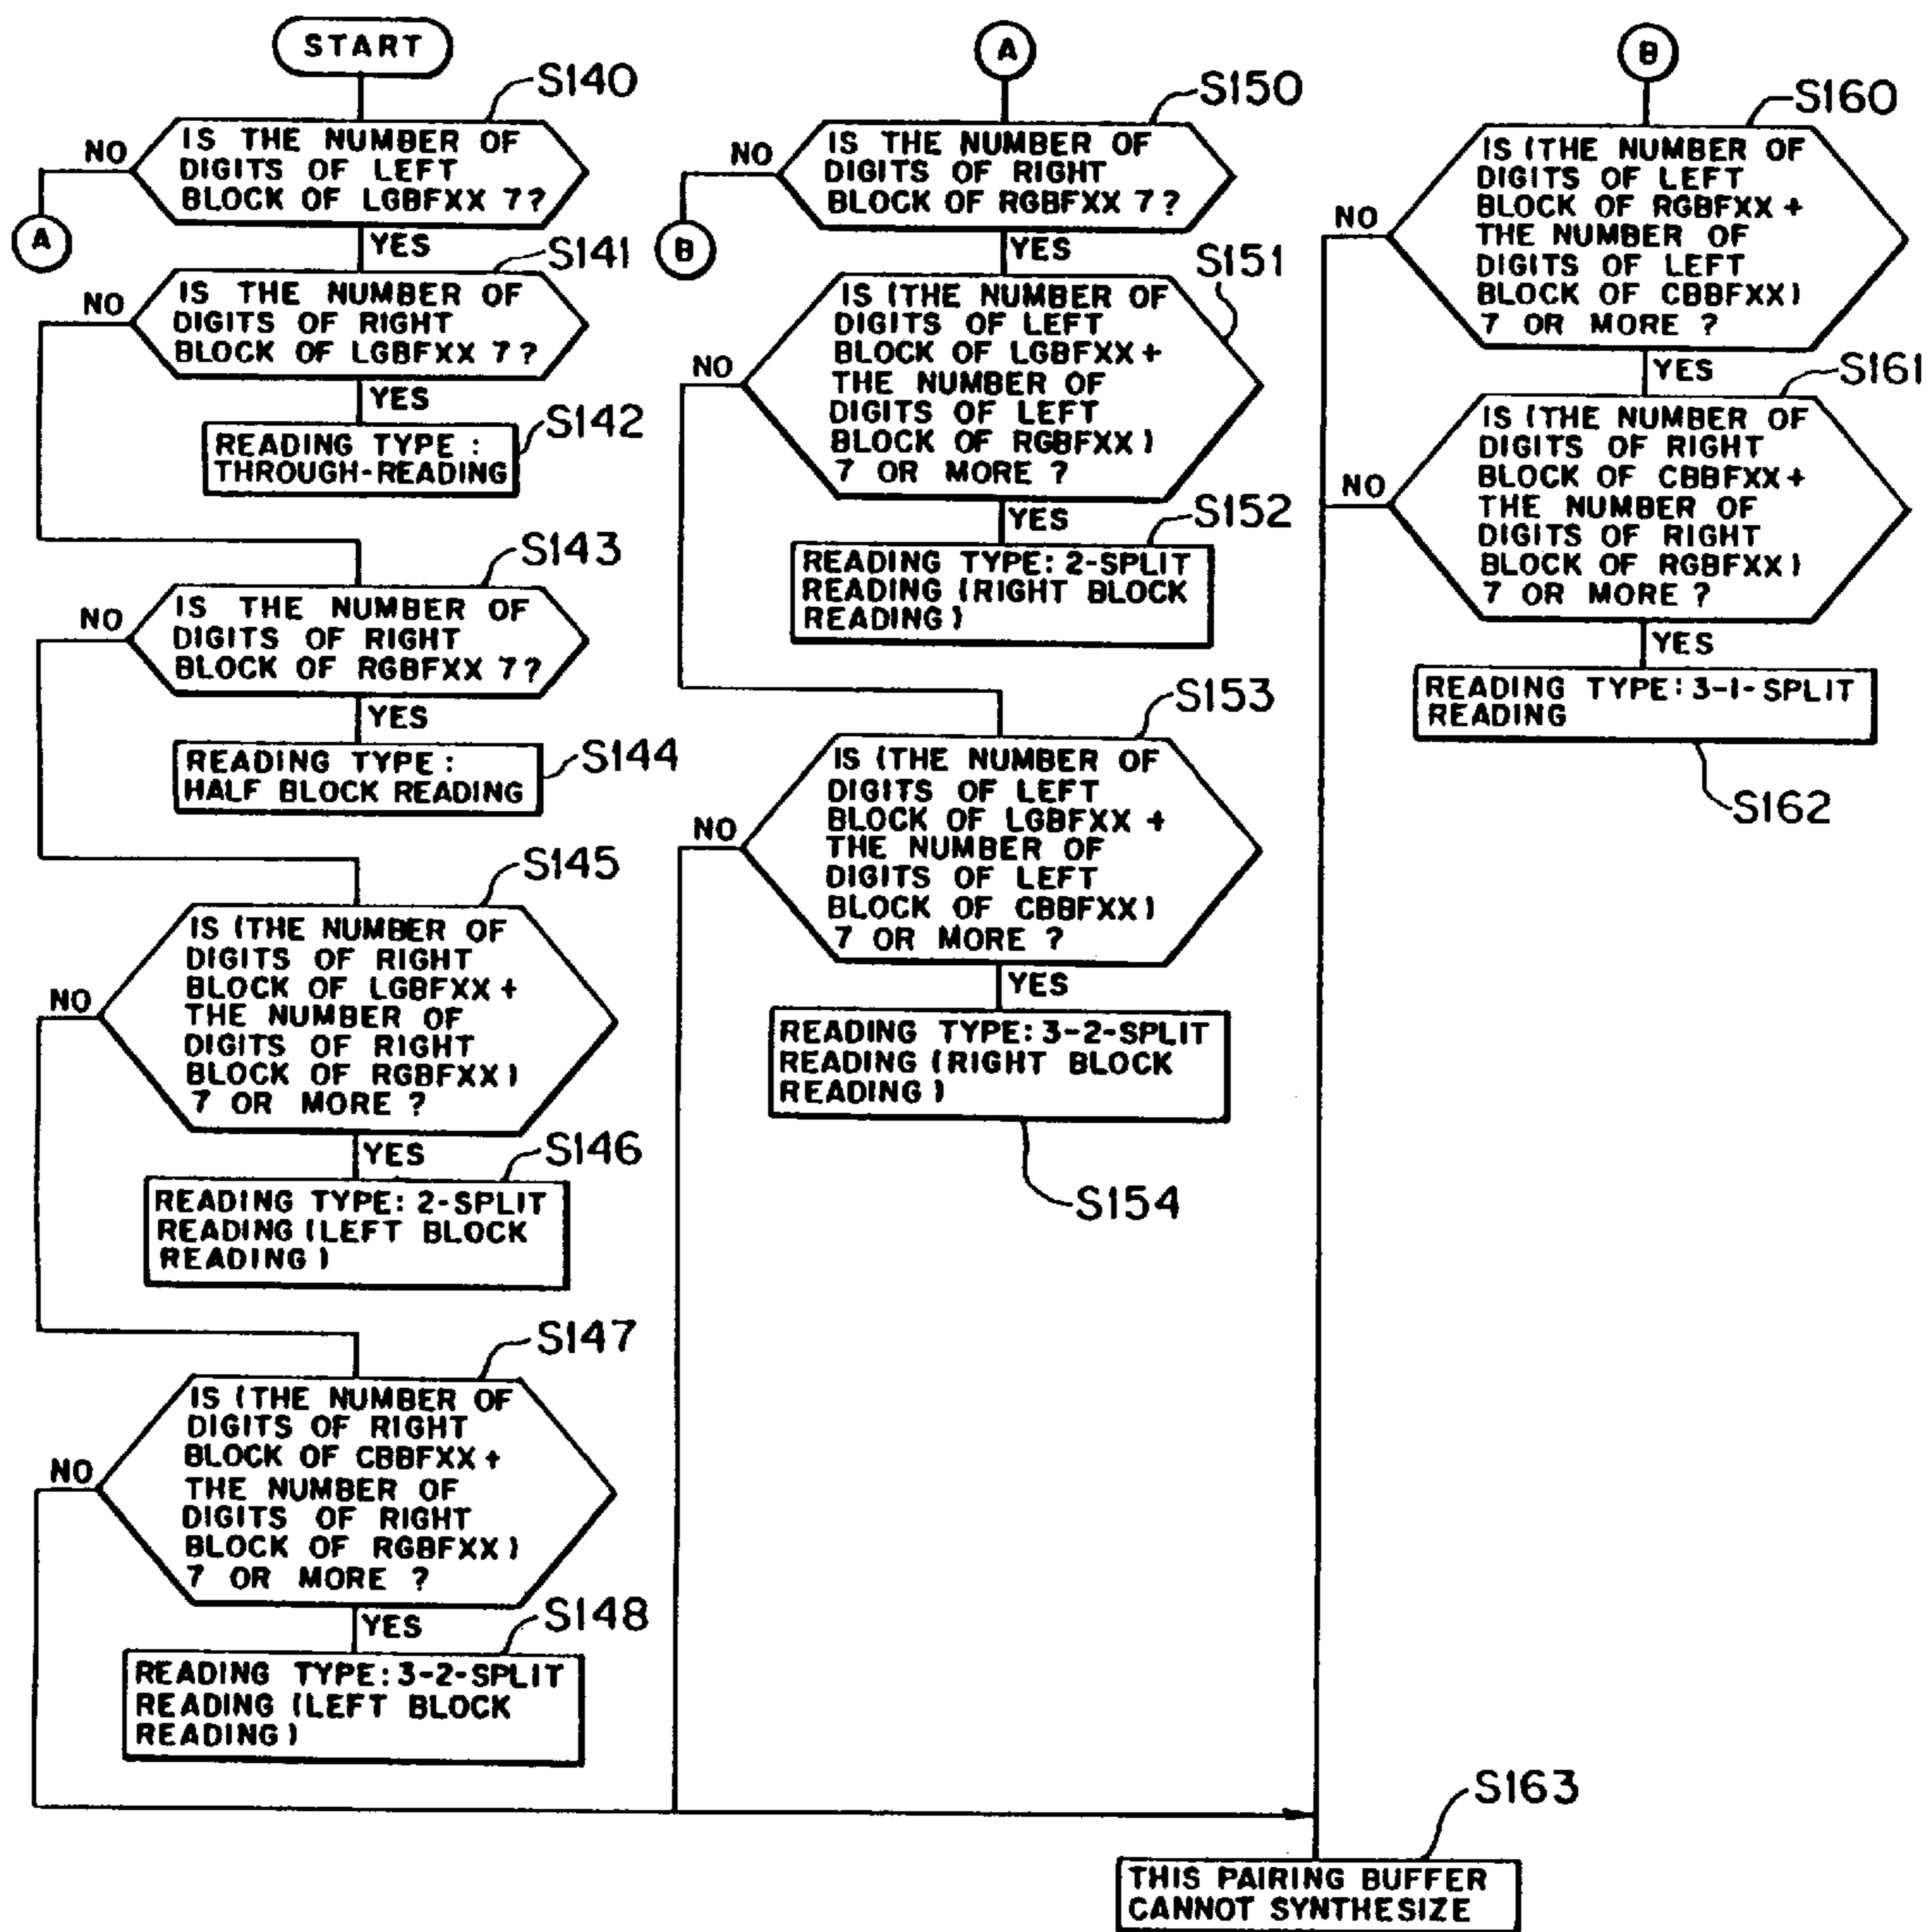 START
S140
IS THE NUMBER OF
DIGITS OF LEFT
BLOCK OF LGBFXX 7?
NO
A
YES
S141
IS THE NUMBER OF
DIGITS OF RIGHT
BLOCK OF LGBFXX 7?
NO
YES
S142
READING TYPE :
THROUGH-READING
S143
IS THE NUMBER OF
DIGITS OF RIGHT
BLOCK OF RGBFXX 7?
NO
YES
S144
READING TYPE :
HALF BLOCK READING
S145
IS (THE NUMBER OF
DIGITS OF RIGHT
BLOCK OF LGBFXX +
THE NUMBER OF
DIGITS OF RIGHT
BLOCK OF RGBFXX)
7 OR MORE ?
NO
YES
S146
READING TYPE: 2-SPLIT
READING (LEFT BLOCK
READING)
S147
IS (THE NUMBER OF
DIGITS OF RIGHT
BLOCK OF CBBFXX +
THE NUMBER OF
DIGITS OF RIGHT
BLOCK OF RGBFXX)
7 OR MORE ?
NO
YES
S148
READING TYPE: 3-2-SPLIT
READING (LEFT BLOCK
READING)
A
S150
IS THE NUMBER OF
DIGITS OF RIGHT
BLOCK OF RGBFXX 7?
NO
B
YES
S151
IS (THE NUMBER OF
DIGITS OF LEFT
BLOCK OF LGBFXX +
THE NUMBER OF
DIGITS OF LEFT
BLOCK OF RGBFXX)
7 OR MORE ?
NO
YES
S152
READING TYPE: 2-SPLIT
READING (RIGHT BLOCK
READING)
S153
IS (THE NUMBER OF
DIGITS OF LEFT
BLOCK OF LGBFXX +
THE NUMBER OF
DIGITS OF LEFT
BLOCK OF CBBFXX)
7 OR MORE ?
NO
YES
READING TYPE: 3-2-SPLIT
READING (RIGHT BLOCK
READING)
S154
B
S160
IS (THE NUMBER OF
DIGITS OF LEFT
BLOCK OF RGBFXX +
THE NUMBER OF
DIGITS OF LEFT
BLOCK OF CBBFXX)
7 OR MORE ?
NO
YES
S161
IS (THE NUMBER OF
DIGITS OF RIGHT
BLOCK OF CBBFXX +
THE NUMBER OF
DIGITS OF RIGHT
BLOCK OF RGBFXX)
7 OR MORE ?
NO
YES
READING TYPE: 3-1-SPLIT
READING
S162
S163
THIS PAIRING BUFFER
CANNOT SYNTHESIZE